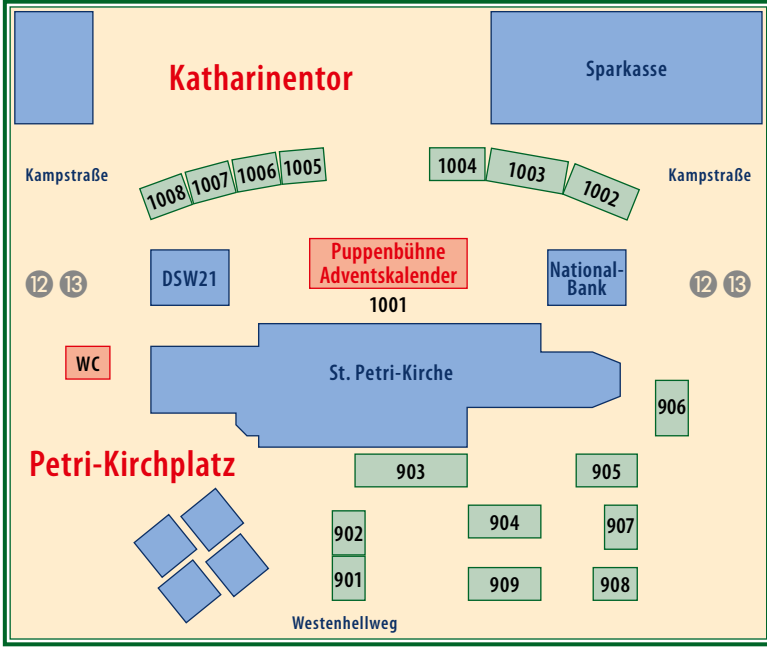 Katharinentor
Sparkasse
Kampstraße
1008
1007
1006
1005
1004
1003
1002
Kampstraße
12 13
DSW21
Puppenbühne
Adventskalender
1001
National-
Bank
12 13
WC
St. Petri-Kirche
906
Petri-Kirchplatz
903
905
902
904
907
901
909
908
Westenhellweg